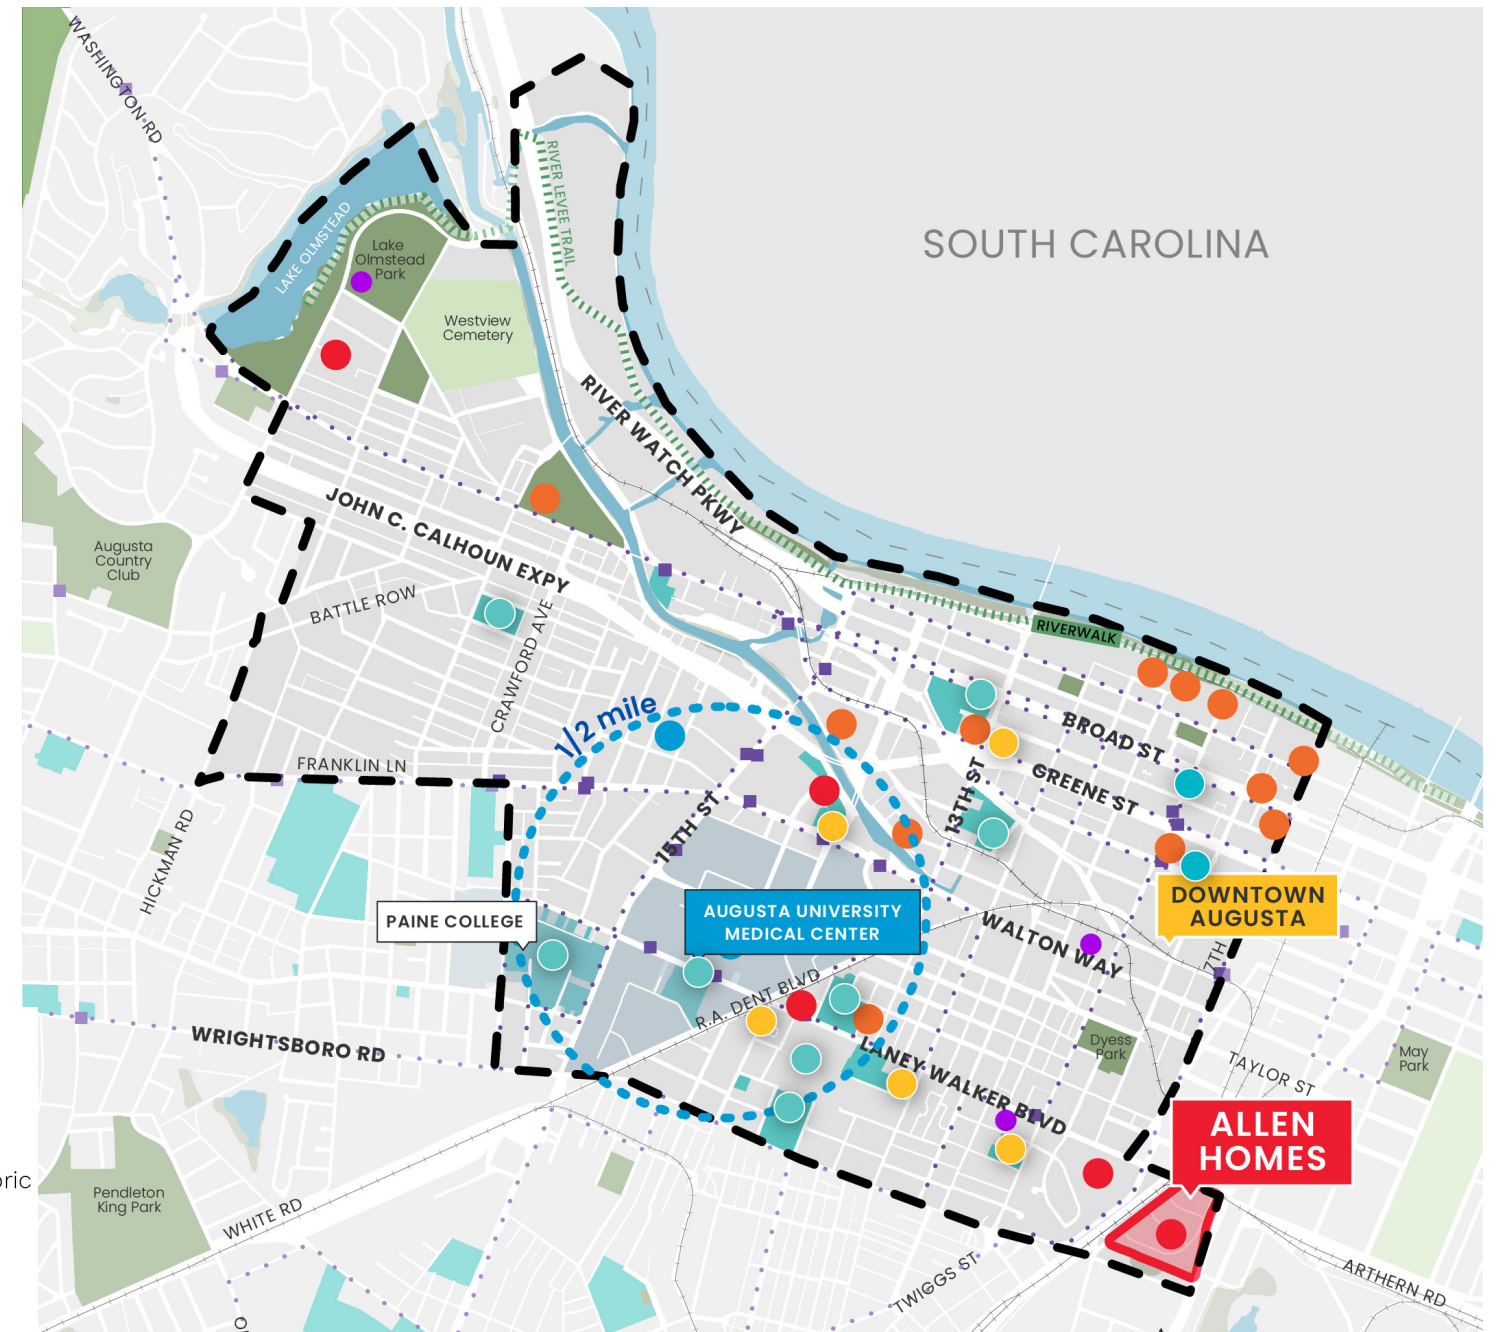 WASHINGTON RD
LAKE OLMSTEAD
Lake
Olmstead
Park
RIVER LEVEE TRAIL
SOUTH CAROLINA
Westview
Cemetery
RIVER WATCH PKWY
JOHN C. CALHOUN EXPY
Augusta
Country
Club
BATTLE ROW
CRAWFORD AVE
RIVERWALK
1/2 mile
BROAD ST
GREENE ST
13TH ST
FRANKLIN LN
15TH ST
HICKMAN RD
PAINE COLLEGE
AUGUSTA UNIVERSITY
MEDICAL CENTER
DOWNTOWN
AUGUSTA
WALTON WAY
7TH
R.A. DENT BLVD
WRIGHTSBORO RD
LANEY WALKER BLVD
Dyess
Park
May
Park
TAYLOR ST
ALLEN
HOMES
oric
Pendleton
King Park
WHITE RD
TWIGGS ST
ARTHERN RD